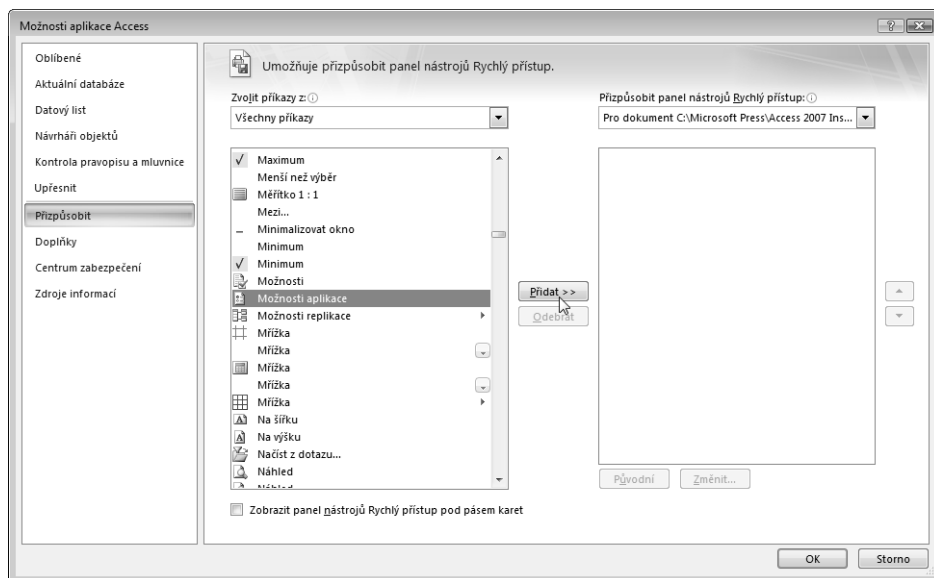 Možnosti aplikace Access
Oblíbené
Aktuální databáze
Datový list
Návrháři objektů
Kontrola pravopisu a mluvnice
Upřesnit
Přizpůsobit
Doplňky
Centrum zabezpečení
Zdroje informací
Umožňuje přizpůsobit panel nástrojů Rychlý přístup.
Zvolit příkazy z:
Všechny příkazy
Maximum
Menší než výběr
Měřítko 1 : 1
Mezi...
Minimalizovat okno
Minimum
Minimum
Možnosti
Možnosti aplikace
Možnosti replikace
Mřížka
Mřížka
Mřížka
Mřížka
Mřížka
Na šířku
Na výšku
Načíst z dotazu...
Náhled
Náhled
Zobrazit panel nástrojů Rychlý přístup pod pásem karet
Přidat >>
Odebrat
Přizpůsobit panel nástrojů Rychlý přístup:
Pro dokument C:\Microsoft Press\Access 2007 Ins...
Původní
Změnit...
OK
Storno